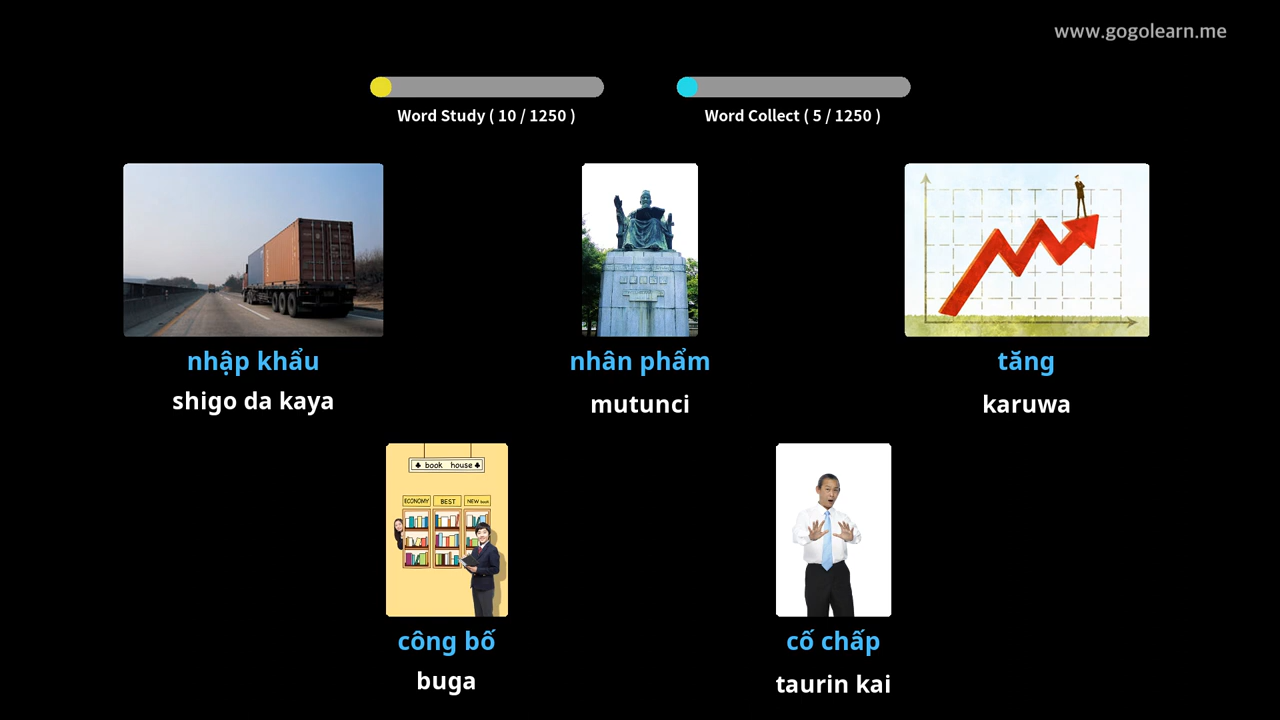 www.gogolearn.me
Word Study ( 10 / 1250 )
Word Collect ( 5 / 1250 )
nhập khẩu
nhân phẩm
tăng
shigo da kaya
mutunci
karuwa
♣ book house ♣
ECONOMY
BEST
NEW book
công bố
cố chấp
buga
taurin kai